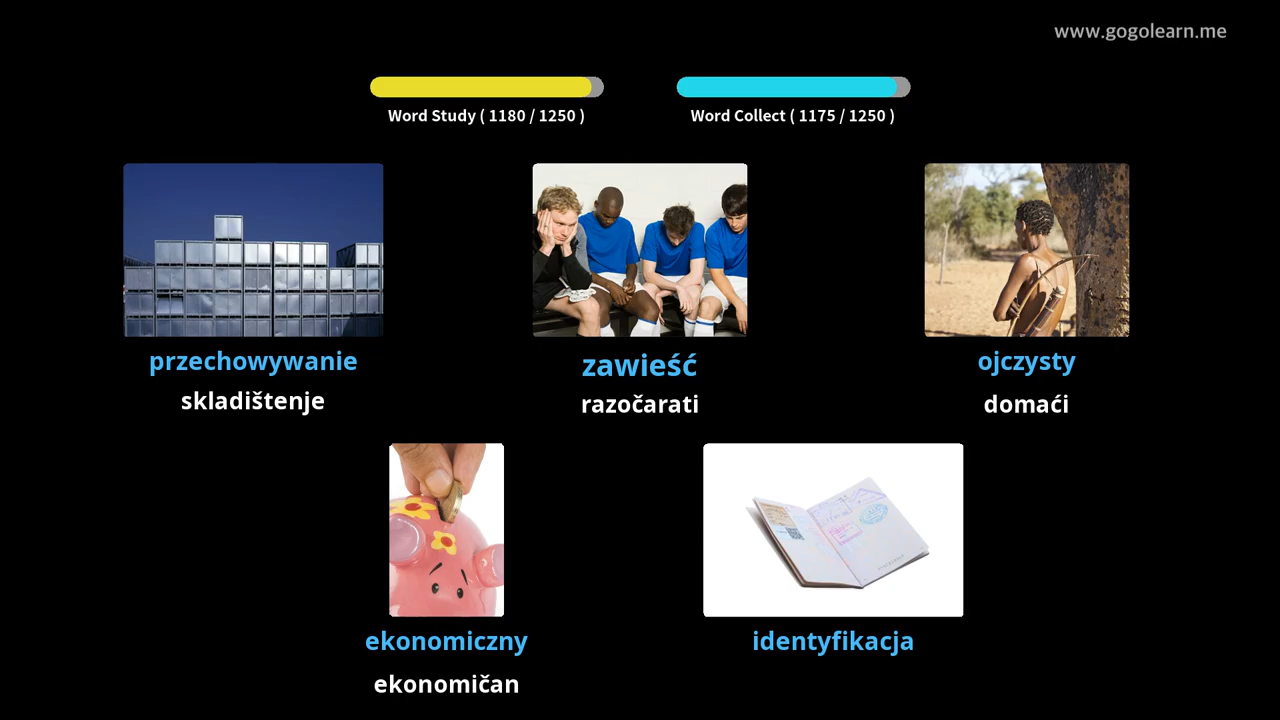 www.gogolearn.me
Word Study ( 1180 / 1250 )
Word Collect ( 1175 / 1250 )
przechowywanie
skladištenje
zawieść
razočarati
ojczysty
domaći
ekonomiczny
ekonomičan
identyfikacja